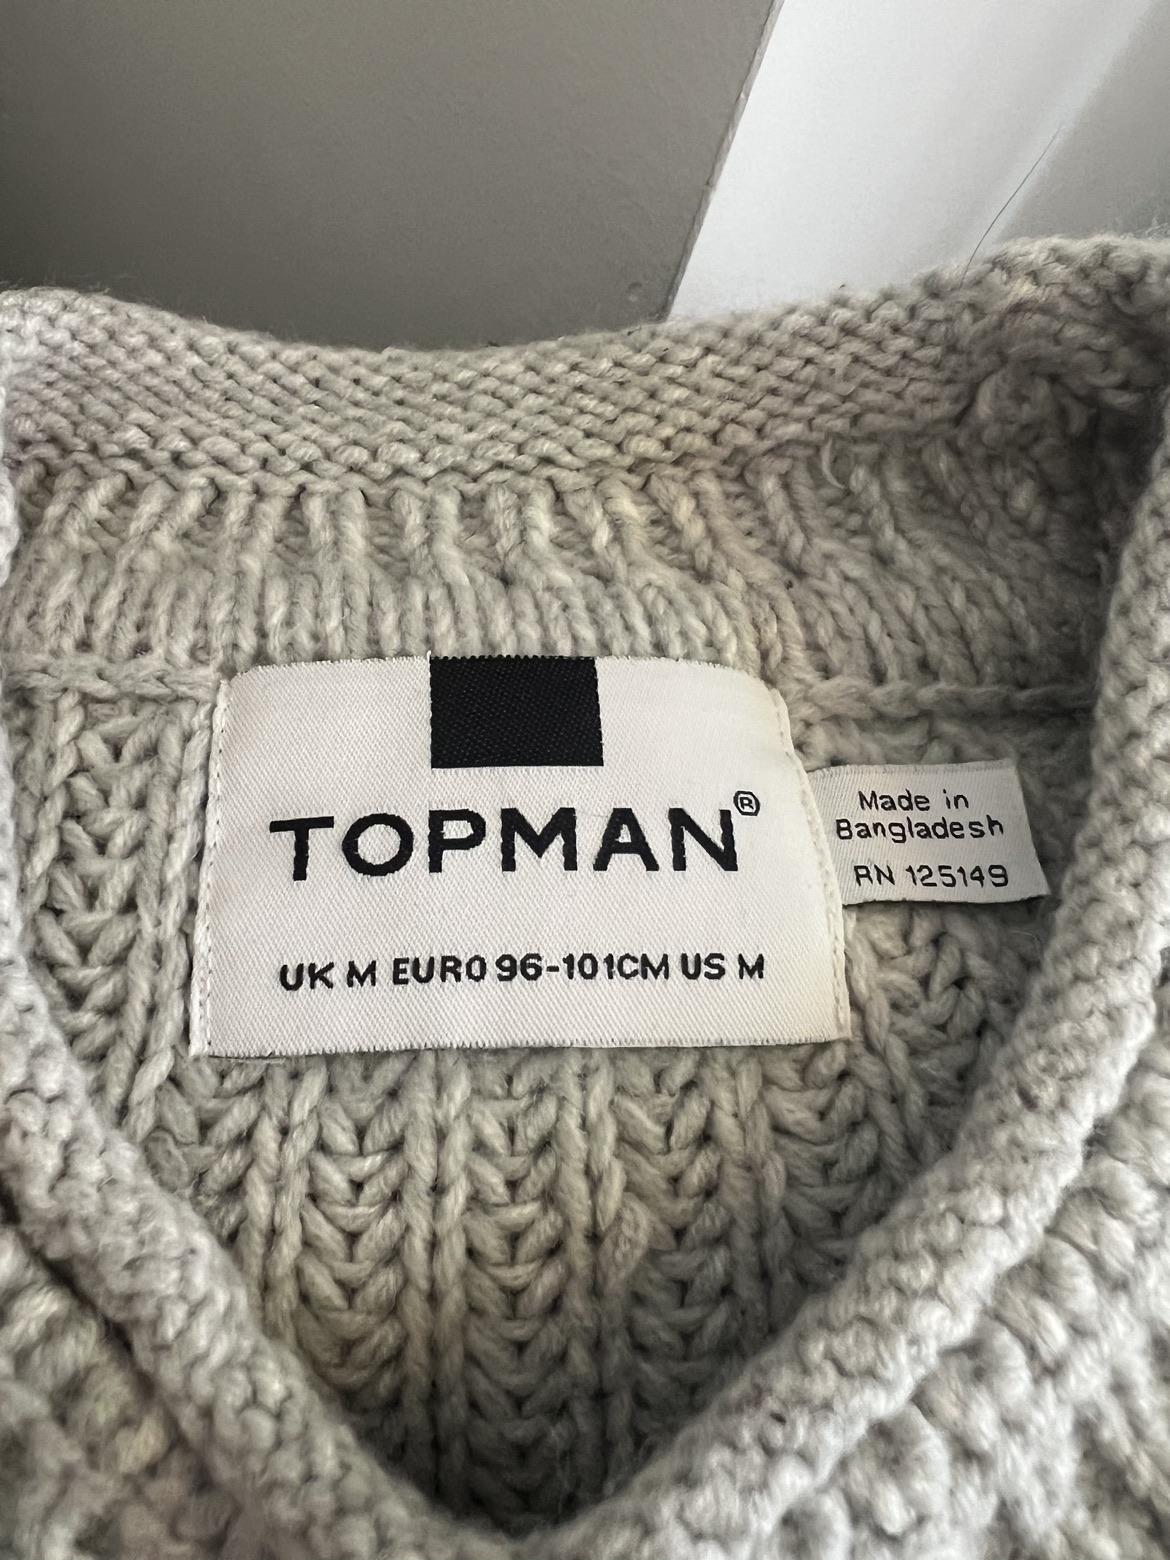 TOPMAN®
UK M EURO 96-101CM US M
Made in
Bangladesh
RN 125149